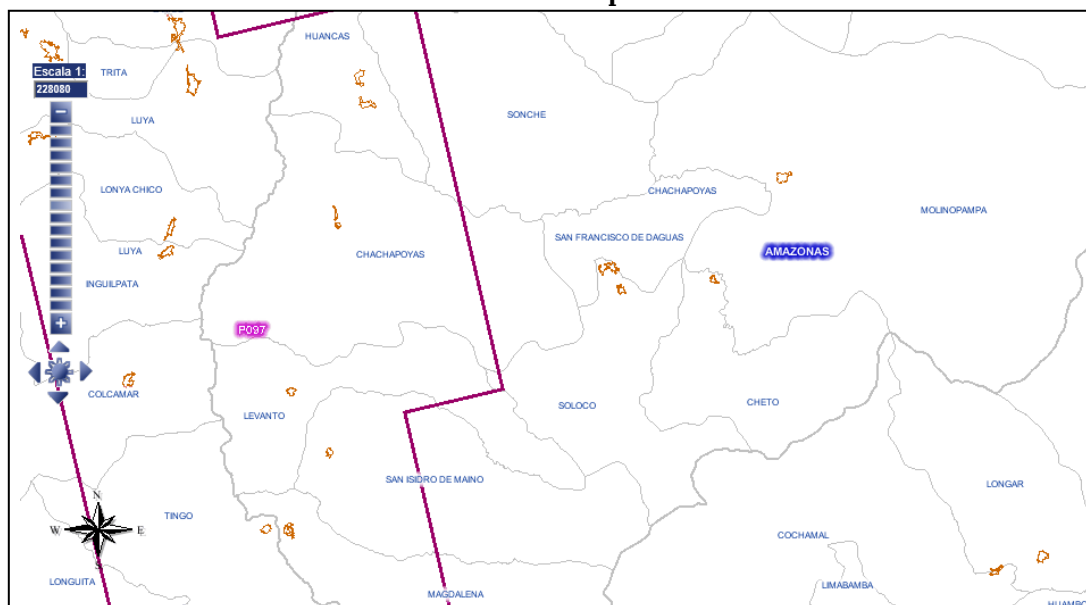 HUANCAS
Escala 1:
TRITA
228080
SONCHE
LUYA
LONYA CHICO
CHACHAPOYAS
MOLINOPAMPA
SAN FRANCISCO DE DAGUAS
LUYA
CHACHAPOYAS
AMAZONAS
INGUILPATA
P097
COLCAMAR
CHETO
SOLOCO
LEVANTO
SAN ISIDRO DE MAINO
LONGAR
N
TINGO
W
E
COCHAMAL
S
LONGUITA
LIMABAMBA
MAGDALENA